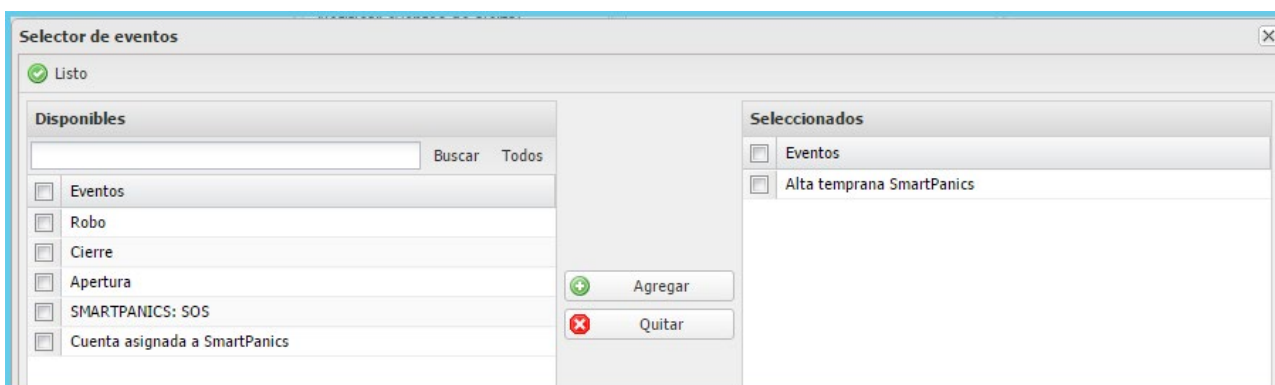 Selector de eventos
Listo
Disponibles
Buscar Todos
Eventos
Robo
Cierre
Apertura
SMARTPANICS: SOS
Cuenta asignada a SmartPanics
Agregar
Quitar
Seleccionados
Eventos
Alta temprana SmartPanics